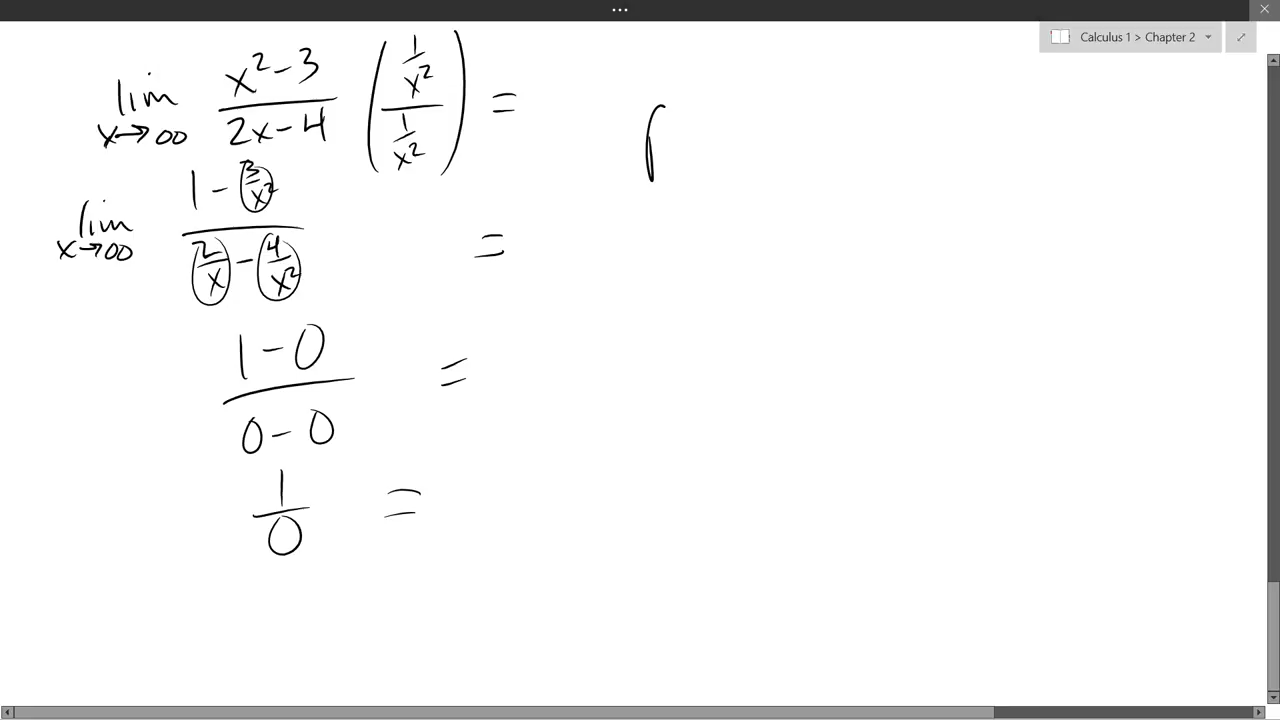 Calculus 1 > Chapter 2
lim x→∞ (x² - 3)/(2x - 4) ((1/x²)/(1/x²)) =
lim x→∞ (1 - 3/x²)/(2/x - 4/x²) =
(1 - 0)/(0 - 0) =
1/0 =